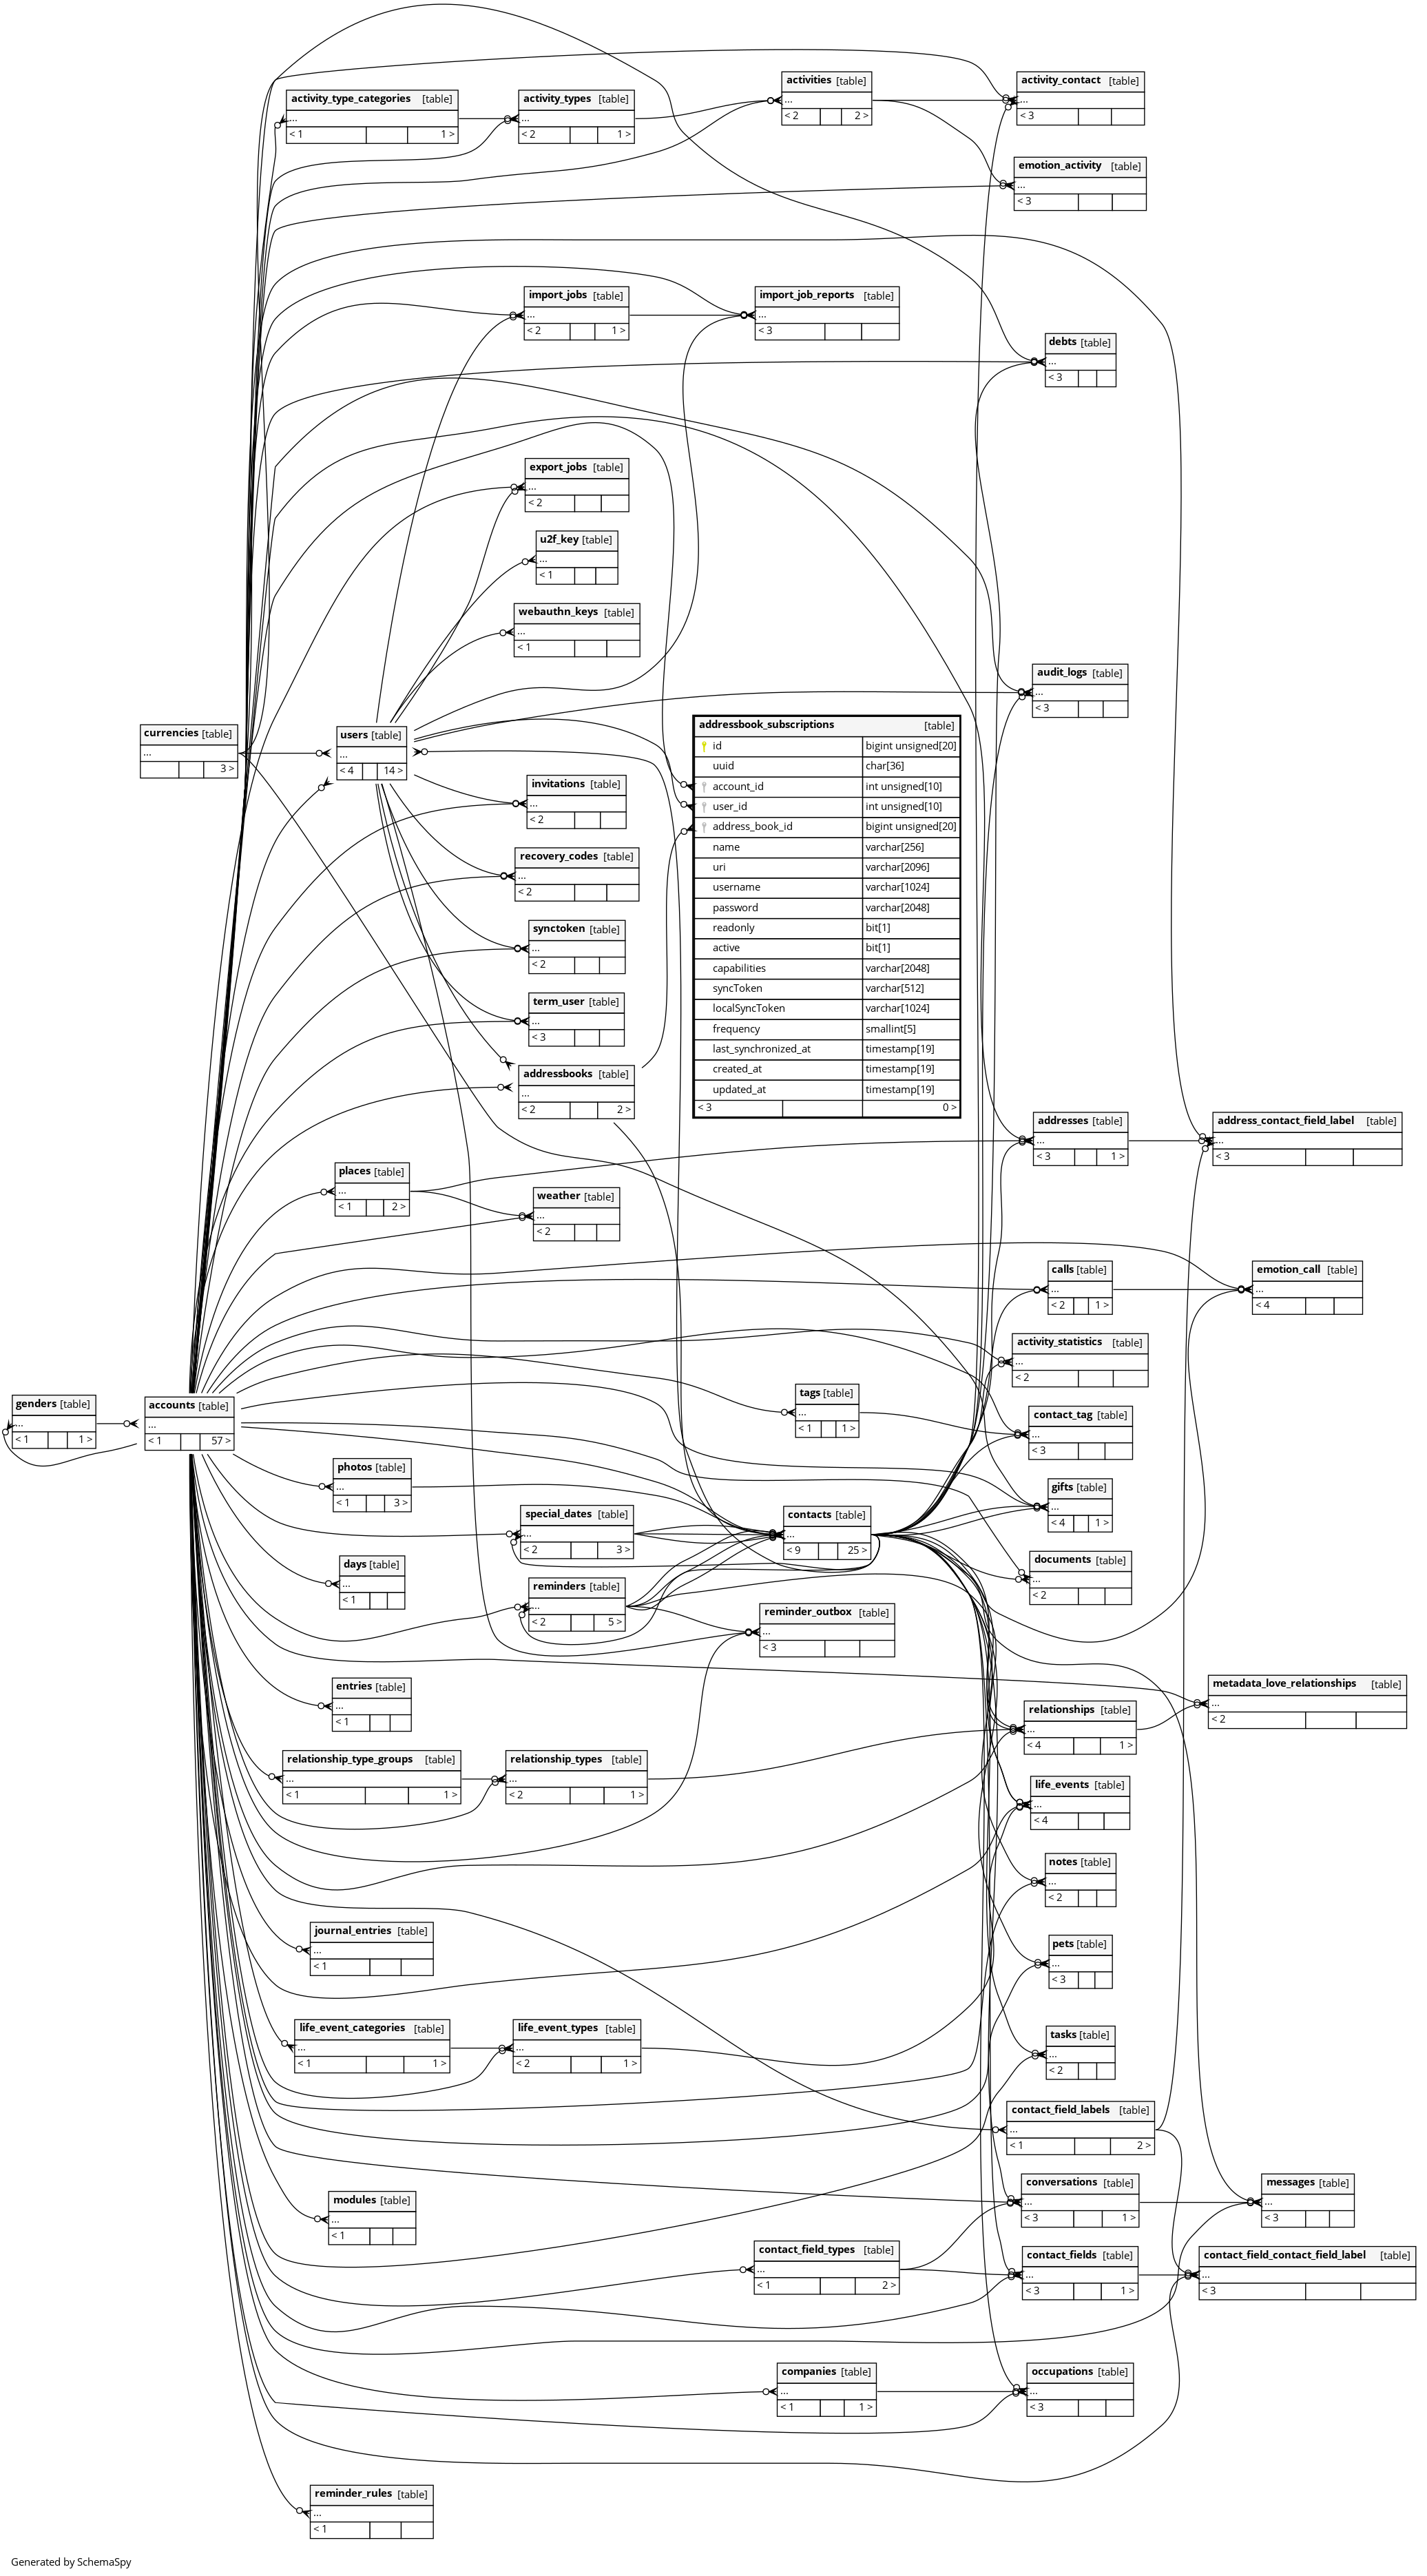 activity_type_categories [table]
...
< 1 1 >
activity_types [table]
...
< 2 1 >
activities [table]
...
< 2 2 >
activity_contact [table]
...
< 3
emotion_activity [table]
...
< 3
import_jobs [table]
...
< 2 1 >
import_job_reports [table]
...
< 3
debts [table]
...
< 3
export_jobs [table]
...
< 2
u2f_key [table]
...
< 1
webauthn_keys [table]
...
< 1
audit_logs [table]
...
< 3
currencies [table]
...
3 >
users [table]
...
< 4 14 >
addressbook_subscriptions [table]
id bigint unsigned[20]
uuid char[36]
account_id int unsigned[10]
user_id int unsigned[10]
address_book_id bigint unsigned[20]
name varchar[256]
uri varchar[2096]
username varchar[1024]
password varchar[2048]
readonly bit[1]
active bit[1]
capabilities varchar[2048]
syncToken varchar[512]
localSyncToken varchar[1024]
frequency smallint[5]
last_synchronized_at timestamp[19]
created_at timestamp[19]
updated_at timestamp[19]
< 3 0 >
invitations [table]
...
< 2
recovery_codes [table]
...
< 2
synctoken [table]
...
< 2
term_user [table]
...
< 3
addressbooks [table]
...
< 2 2 >
addresses [table]
...
< 3 1 >
address_contact_field_label [table]
...
< 3
places [table]
...
< 1 2 >
weather [table]
...
< 2
calls [table]
...
< 2 1 >
emotion_call [table]
...
< 4
activity_statistics [table]
...
< 2
genders [table]
...
< 1 1 >
accounts [table]
...
< 1 57 >
tags [table]
...
< 1 1 >
contact_tag [table]
...
< 3
photos [table]
...
< 1 3 >
gifts [table]
...
< 4 1 >
special_dates [table]
...
< 2 3 >
contacts [table]
...
< 9 25 >
days [table]
...
< 1
documents [table]
...
< 2
reminders [table]
...
< 2 5 >
reminder_outbox [table]
...
< 3
entries [table]
...
< 1
metadata_love_relationships [table]
...
< 2
relationships [table]
...
< 4 1 >
relationship_type_groups [table]
...
< 1 1 >
relationship_types [table]
...
< 2 1 >
life_events [table]
...
< 4
notes [table]
...
< 2
journal_entries [table]
...
< 1
pets [table]
...
< 3
life_event_categories [table]
...
< 1 1 >
life_event_types [table]
...
< 2 1 >
tasks [table]
...
< 2
contact_field_labels [table]
...
< 1 2 >
modules [table]
...
< 1
conversations [table]
...
< 3 1 >
messages [table]
...
< 3
contact_field_types [table]
...
< 1 2 >
contact_fields [table]
...
< 3 1 >
contact_field_contact_field_label [table]
...
< 3
companies [table]
...
< 1 1 >
occupations [table]
...
< 3
reminder_rules [table]
...
< 1
Generated by SchemaSpy